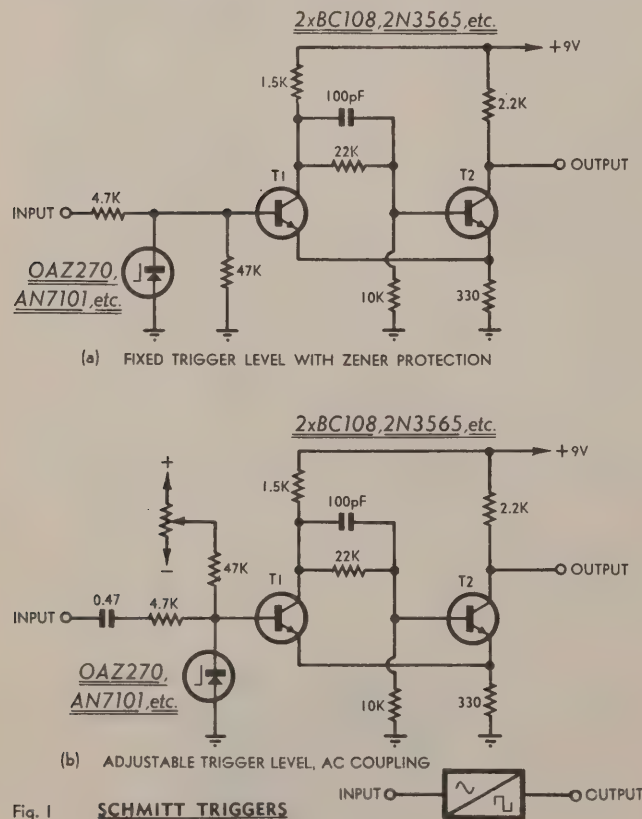 2xBC108,2N3565,etc.
+9V
1.5K
100pF
2.2K
22K
T1
T2
OUTPUT
INPUT
4.7K
OAZ270,
AN7101,etc.
47K
10K
330
(a) FIXED TRIGGER LEVEL WITH ZENER PROTECTION
2xBC108,2N3565,etc.
+9V
+
1.5K
100pF
2.2K
22K
−
47K
T1
T2
OUTPUT
INPUT
0.47
4.7K
OAZ270,
AN7101,etc.
10K
330
(b) ADJUSTABLE TRIGGER LEVEL, AC COUPLING
INPUT
OUTPUT
Fig. 1 SCHMITT TRIGGERS